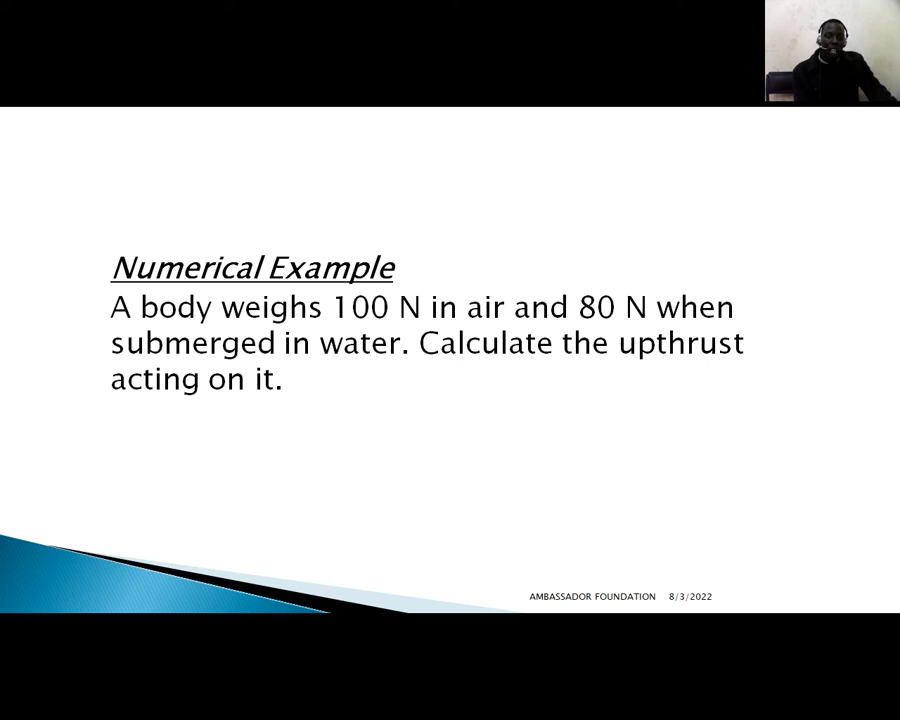 Numerical Example
A body weighs 100 N in air and 80 N when
submerged in water. Calculate the upthrust
acting on it.
AMBASSADOR FOUNDATION 8/3/2022